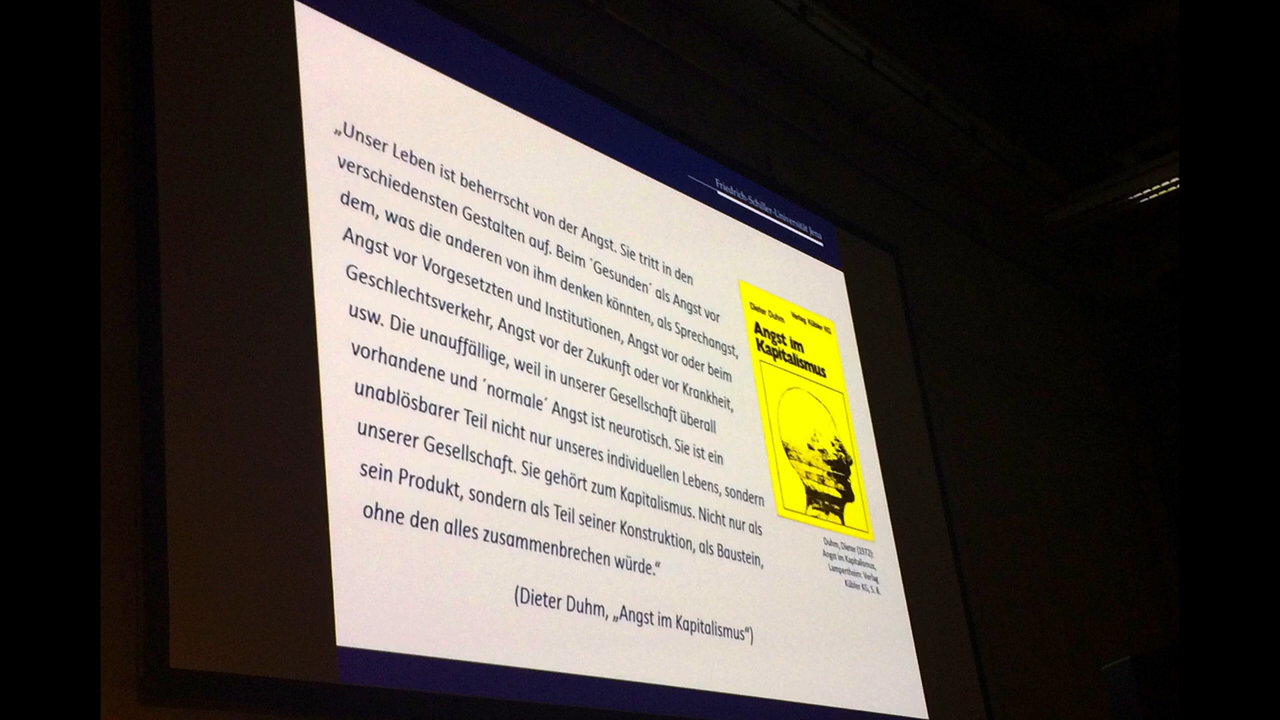 Friedrich-Schiller-Universität Jena
„Unser Leben ist beherrscht von der Angst. Sie tritt in den
verschiedensten Gestalten auf. Beim ´Gesunden´ als Angst vor
dem, was die anderen von ihm denken könnten, als Sprechangst,
Angst vor Vorgesetzten und Institutionen, Angst vor oder beim
Geschlechtsverkehr, Angst vor der Zukunft oder vor Krankheit,
usw. Die unauffällige, weil in unserer Gesellschaft überall
vorhandene und ´normale´ Angst ist neurotisch. Sie ist ein
unablösbarer Teil nicht nur unseres individuellen Lebens, sondern
unserer Gesellschaft. Sie gehört zum Kapitalismus. Nicht nur als
sein Produkt, sondern als Teil seiner Konstruktion, als Baustein,
ohne den alles zusammenbrechen würde.“
(Dieter Duhm, „Angst im Kapitalismus“)
Dieter Duhm Verlag Kübler KG
Angst im
Kapitalismus
Duhm, Dieter (1972):
Angst im Kapitalismus,
Lampertheim: Verlag
Kübler KG, S. 8.